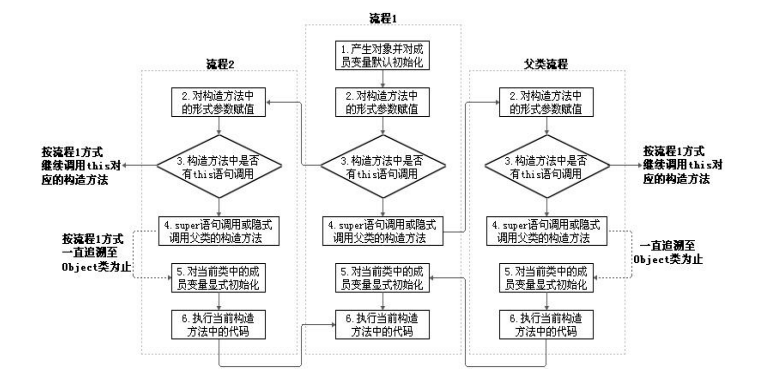 流程1
1.产生对象并对成
员变量默认初始化
2.对构造方法中
的形式参数赋值
3.构造方法中是否
有this语句调用
4.super语句调用或隐式
调用父类的构造方法
5.对当前类中的成
员变量显式初始化
6.执行当前构造
方法中的代码
流程2
2.对构造方法中
的形式参数赋值
3.构造方法中是否
有this语句调用
按流程1方式
继续调用this对
应的构造方法
4.super语句调用或隐式
调用父类的构造方法
按流程1方式
一直追溯至
Object类为止
5.对当前类中的成
员变量显式初始化
6.执行当前构造
方法中的代码
父类流程
2.对构造方法中
的形式参数赋值
3.构造方法中是否
有this语句调用
按流程1方式
继续调用this对
应的构造方法
4.super语句调用或隐式
调用父类的构造方法
一直追溯至
Object类为止
5.对当前类中的成
员变量显式初始化
6.执行当前构造
方法中的代码